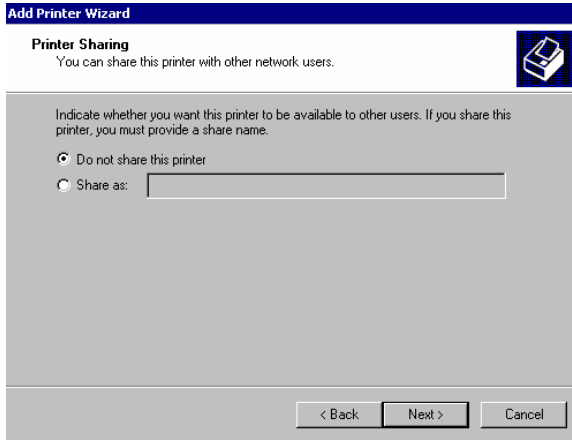 Add Printer Wizard
Printer Sharing
You can share this printer with other network users.
Indicate whether you want this printer to be available to other users. If you share this
printer, you must provide a share name.
Do not share this printer
Share as:
< Back
Next >
Cancel